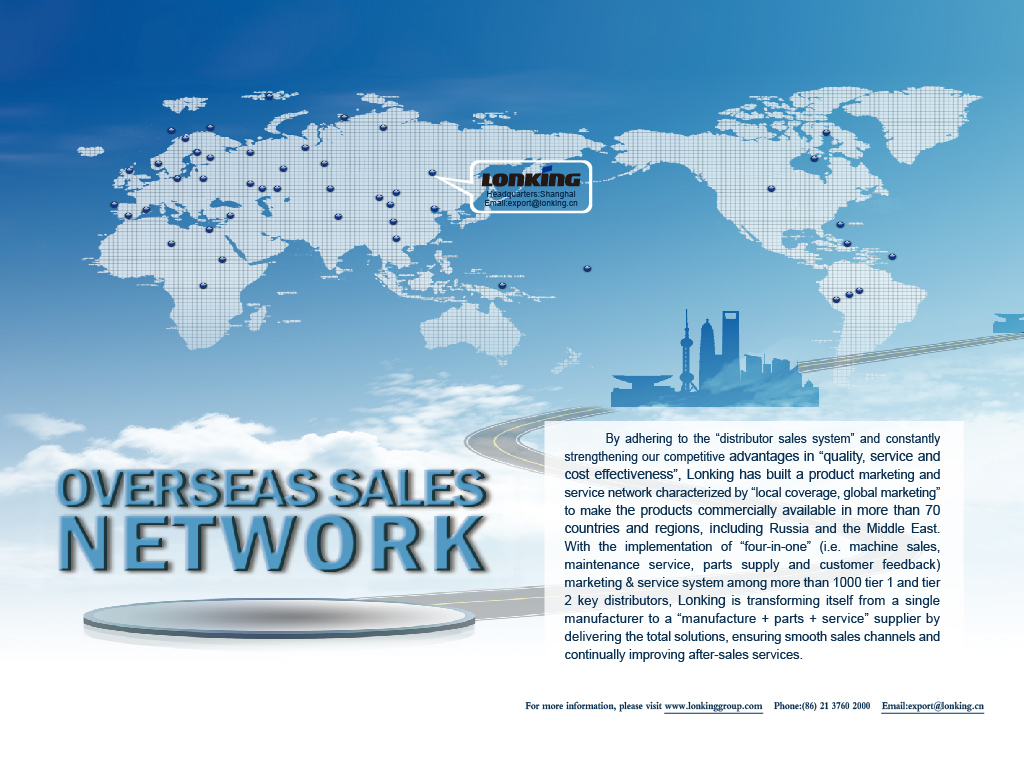 LONKING
Headquarters:Shanghai
Email:export@lonking.cn
OVERSEAS SALES
NETWORK
By adhering to the “distributor sales system” and constantly
strengthening our competitive advantages in “quality, service and
cost effectiveness”, Lonking has built a product marketing and
service network characterized by “local coverage, global marketing”
to make the products commercially available in more than 70
countries and regions, including Russia and the Middle East.
With the implementation of “four-in-one” (i.e. machine sales,
maintenance service, parts supply and customer feedback)
marketing & service system among more than 1000 tier 1 and tier
2 key distributors, Lonking is transforming itself from a single
manufacturer to a “manufacture + parts + service” supplier by
delivering the total solutions, ensuring smooth sales channels and
continually improving after-sales services.
For more information, please visit www.lonkinggroup.com Phone:(86) 21 3760 2000 Email:export@lonking.cn